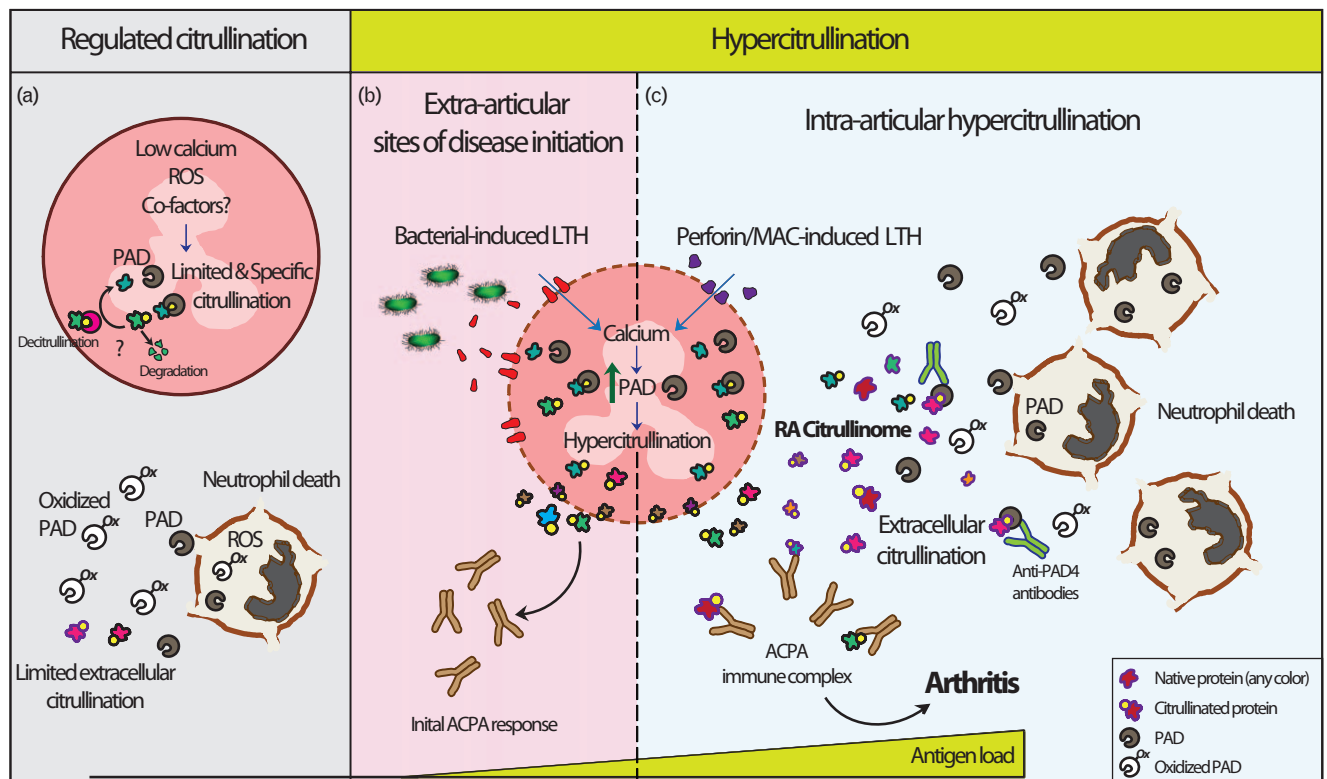 Regulated citrullination
Hypercitrullination
(a)
Low calcium
ROS
Co-factors?
PAD
Limited & Specific
citrullination
Decitrullination
?
Degradation
Oxidized
PAD
Ox
Ox
Ox
Ox
PAD
Neutrophil death
ROS
Ox
Limited extracellular
citrullination
(b)
Extra-articular
sites of disease initiation
Bacterial-induced LTH
Calcium
PAD
Hypercitrullination
Inital ACPA response
(c)
Intra-articular hypercitrullination
Perforin/MAC-induced LTH
Ox
Ox
RA Citrullinome
Ox
PAD
Neutrophil death
Extracellular
citrullination
Ox
Anti-PAD4
antibodies
ACPA
immune complex
Arthritis
Antigen load
Native protein (any color)
Citrullinated protein
PAD
Ox
Oxidized PAD